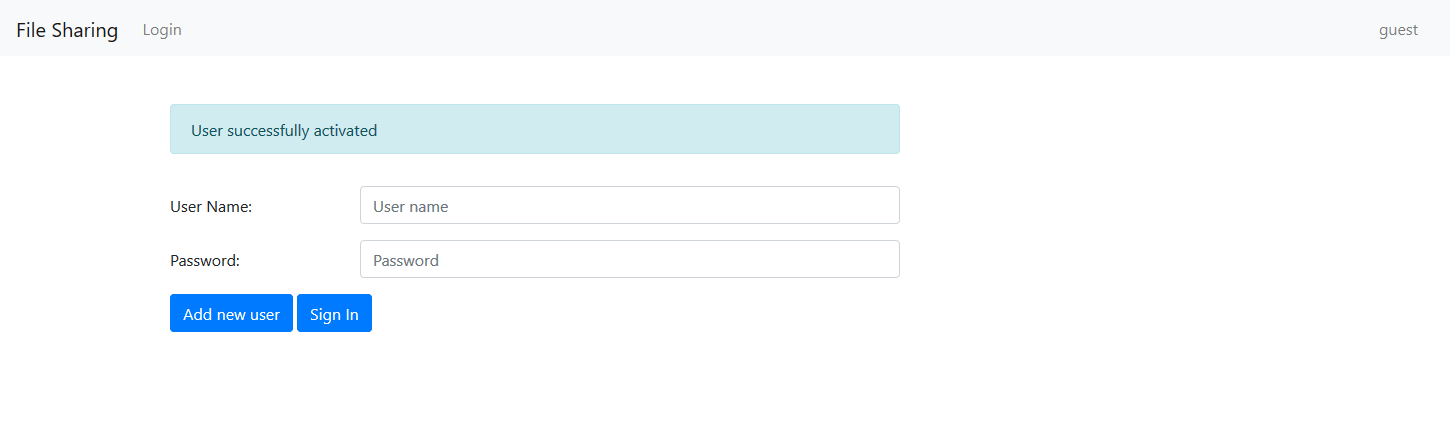 File Sharing Login guest
User successfully activated
User Name: User name
Password: Password
Add new user Sign In